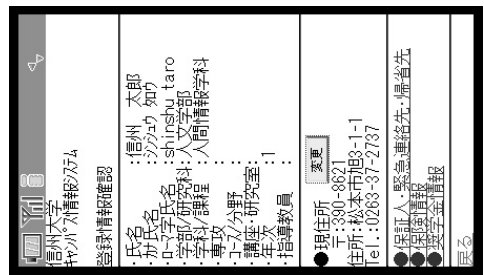 信州大学
キャンパス情報システム
登録情報確認
・氏名　　　　:信州　太郎
・カナ氏名　　:シンシュウ　タロウ
・ローマ字氏名:shinshu taro
・学部/研究科:人文学部
・学科/課程　:人間情報学科
・専攻　　　　:
・コース/分野　:
・講座・研究室:
・年次　　　　:1
・指導教員　　:
●現住所　変更
〒:390-8621
住所:松本市旭3-1-1
Tel.:0263-37-2737
●保証人・緊急連絡先・帰省先
●保険情報
●奨学金情報
戻る